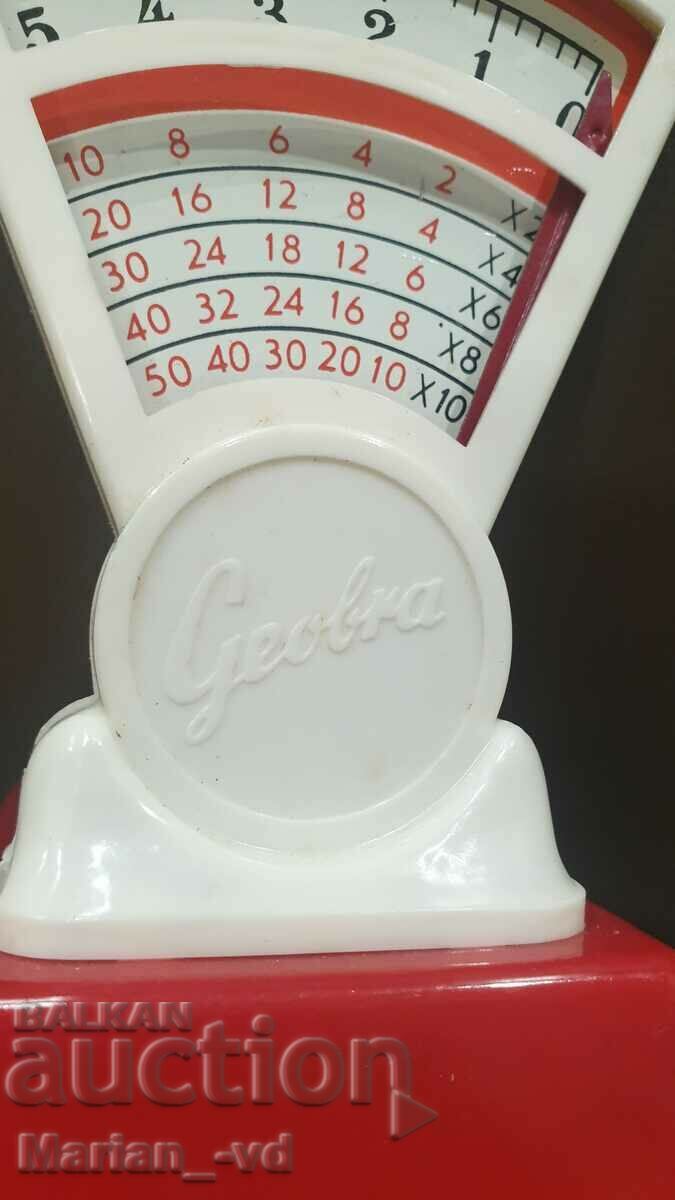 5 4 3 2 1 0
10 8 6 4 2 X2
20 16 12 8 4 X4
30 24 18 12 6 X6
40 32 24 16 8 X8
50 40 30 20 10 X10
Geobra
BALKAN
auction
Marian_-vd